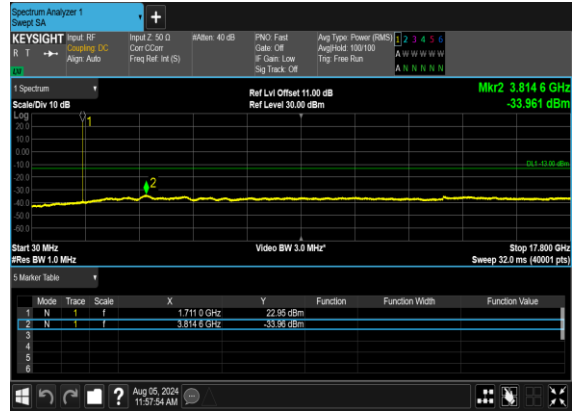 Spectrum Analyzer 1
Swept SA
+
KEYSIGHT Input: RF Input Z: 50 Ω #Atten: 40 dB PNO: Fast Avg Type: Power (RMS) 1 2 3 4 5 6
R T Coupling: DC Corr CCorr Gate: Off Avg|Hold: 100/100 A W W W W W
Align: Auto Freq Ref: Int (S) IF Gain: Low Trig: Free Run
Sig Track: Off A N N N N N
1 Spectrum
Ref Lvl Offset 11.00 dB Mkr2 3.814 6 GHz
Scale/Div 10 dB Ref Level 30.00 dBm -33.961 dBm
Log
20.0
10.0
0.00
-10.0
-20.0
-30.0
-40.0
-50.0
-60.0
1
2
DL1 -13.00 dBm
Start 30 MHz Video BW 3.0 MHz* Stop 17.800 GHz
#Res BW 1.0 MHz Sweep 32.0 ms (40001 pts)
5 Marker Table
Mode Trace Scale X Y Function Function Width Function Value
1 N 1 f 1.711 0 GHz 22.95 dBm
2 N 1 f 3.814 6 GHz -33.96 dBm
3
4
5
6
? Aug 05, 2024
11:57:54 AM